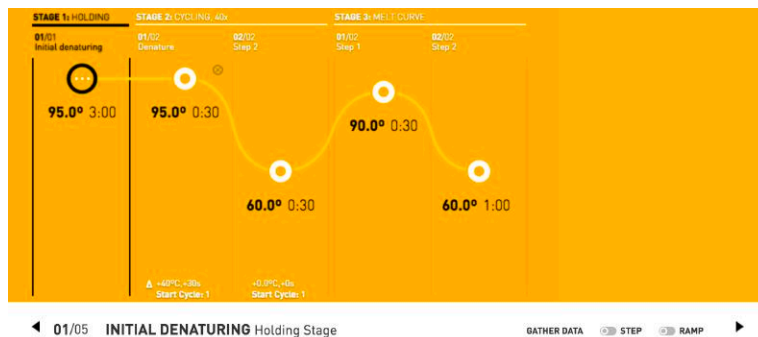 STAGE 1: HOLDING
STAGE 2: CYCLING, 40x
STAGE 3: MELT CURVE
01/01
Initial denaturing
01/02
Denature
02/02
Step 2
01/02
Step 1
02/02
Step 2
95.0º 3:00
95.0º 0:30
60.0º 0:30
90.0º 0:30
60.0º 1:00
Δ +40ºC,+30s
Start Cycle: 1
+0.0ºC,+0s
Start Cycle: 1
01/05 INITIAL DENATURING Holding Stage
GATHER DATA STEP RAMP